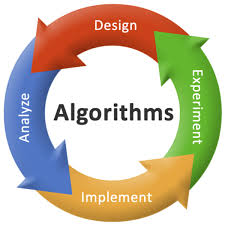 Design
Analyze
Algorithms
Experiment
Implement